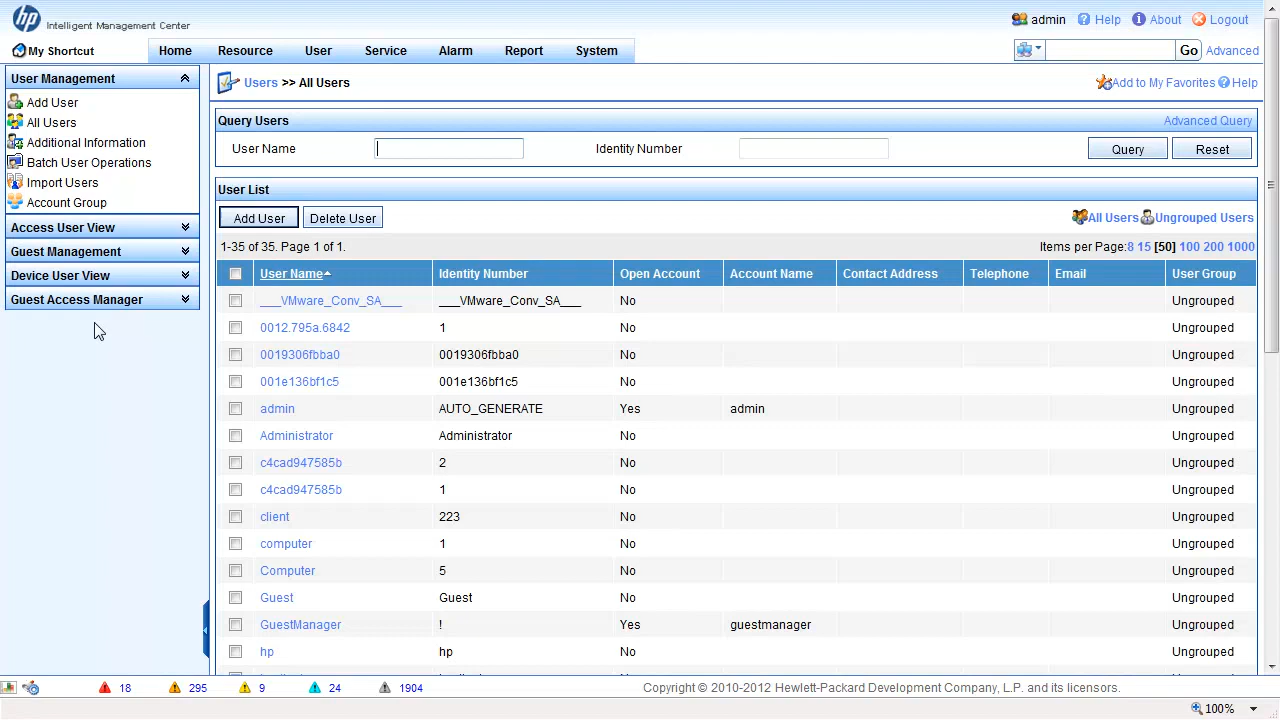 hp Intelligent Management Center
admin Help About Logout
My Shortcut
Home Resource User Service Alarm Report System
Go Advanced
User Management
Add User
All Users
Additional Information
Batch User Operations
Import Users
Account Group
Access User View
Guest Management
Device User View
Guest Access Manager
Users >> All Users
Add to My Favorites Help
Query Users
Advanced Query
User Name
Identity Number
Query Reset
User List
Add User Delete User
All Users Ungrouped Users
1-35 of 35. Page 1 of 1.
Items per Page:8 15 [50] 100 200 1000
User Name Identity Number Open Account Account Name Contact Address Telephone Email User Group
___VMware_Conv_SA___ ___VMware_Conv_SA___ No Ungrouped
0012.795a.6842 1 No Ungrouped
0019306fbba0 0019306fbba0 No Ungrouped
001e136bf1c5 001e136bf1c5 No Ungrouped
admin AUTO_GENERATE Yes admin Ungrouped
Administrator Administrator No Ungrouped
c4cad947585b 2 No Ungrouped
c4cad947585b 1 No Ungrouped
client 223 No Ungrouped
computer 1 No Ungrouped
Computer 5 No Ungrouped
Guest Guest No Ungrouped
GuestManager ! Yes guestmanager Ungrouped
hp hp No Ungrouped
18 295 9 24 1904
Copyright © 2010-2012 Hewlett-Packard Development Company, L.P. and its licensors.
100%